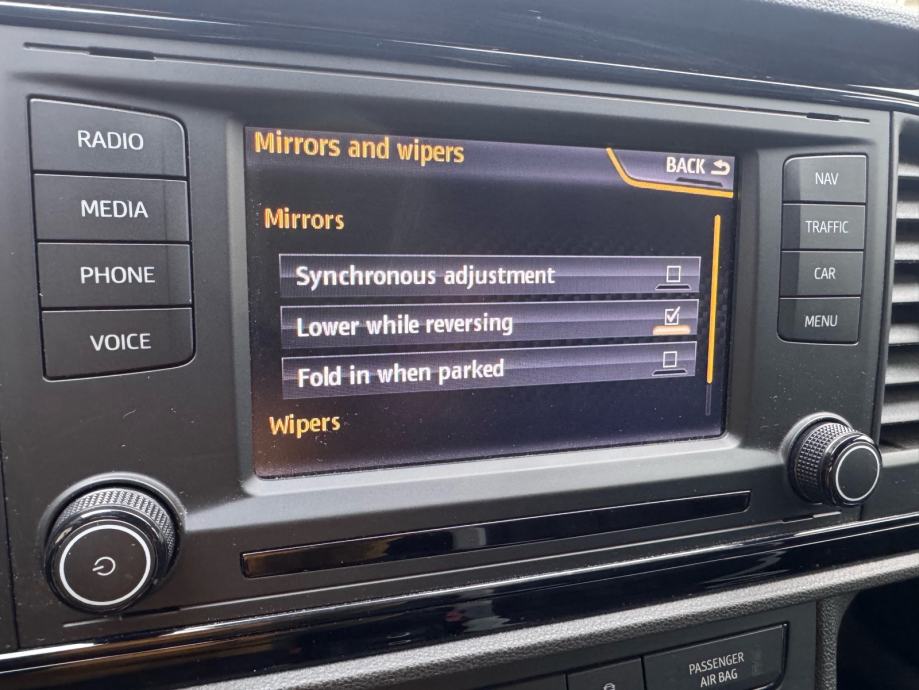 RADIO
MEDIA
PHONE
VOICE
Mirrors and wipers
BACK
Mirrors
Synchronous adjustment
Lower while reversing
Fold in when parked
Wipers
NAV
TRAFFIC
CAR
MENU
PASSENGER
AIR BAG